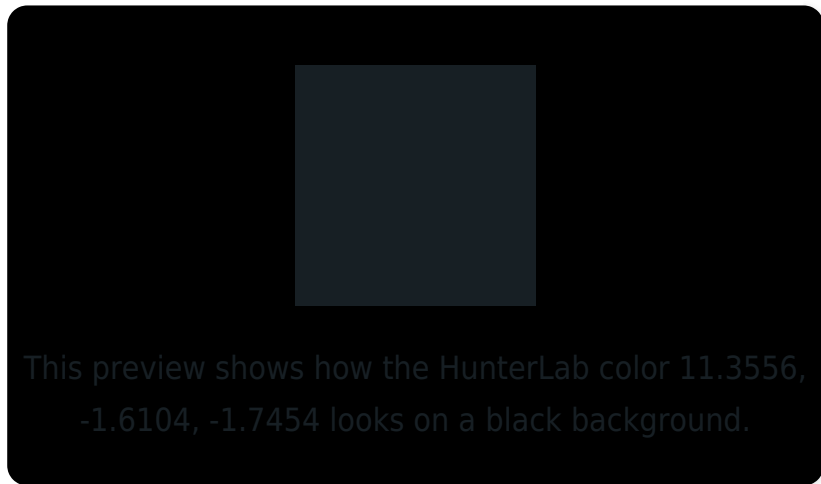 This preview shows how the HunterLab color 11.3556,
-1.6104, -1.7454 looks on a black background.